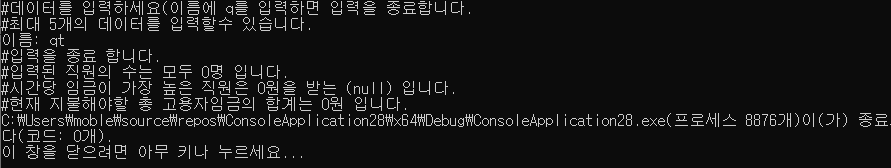 #데이터를 입력하세요(이름에 q를 입력하면 입력을 종료합니다.
#최대 5개의 데이터를 입력할수 있습니다.
이름: qt
#입력을 종료 합니다.
#입력된 직원의 수는 모두 0명 입니다.
#시간당 임금이 가장 높은 직원은 0원을 받는 (null) 입니다.
#현재 지불해야할 총 고용자임금의 합계는 0원 입니다.
C:\Users\moble\source\repos\ConsoleApplication28\x64\Debug\ConsoleApplication28.exe(프로세스 8876개)이(가) 종료
다(코드: 0개).
이 창을 닫으려면 아무 키나 누르세요...